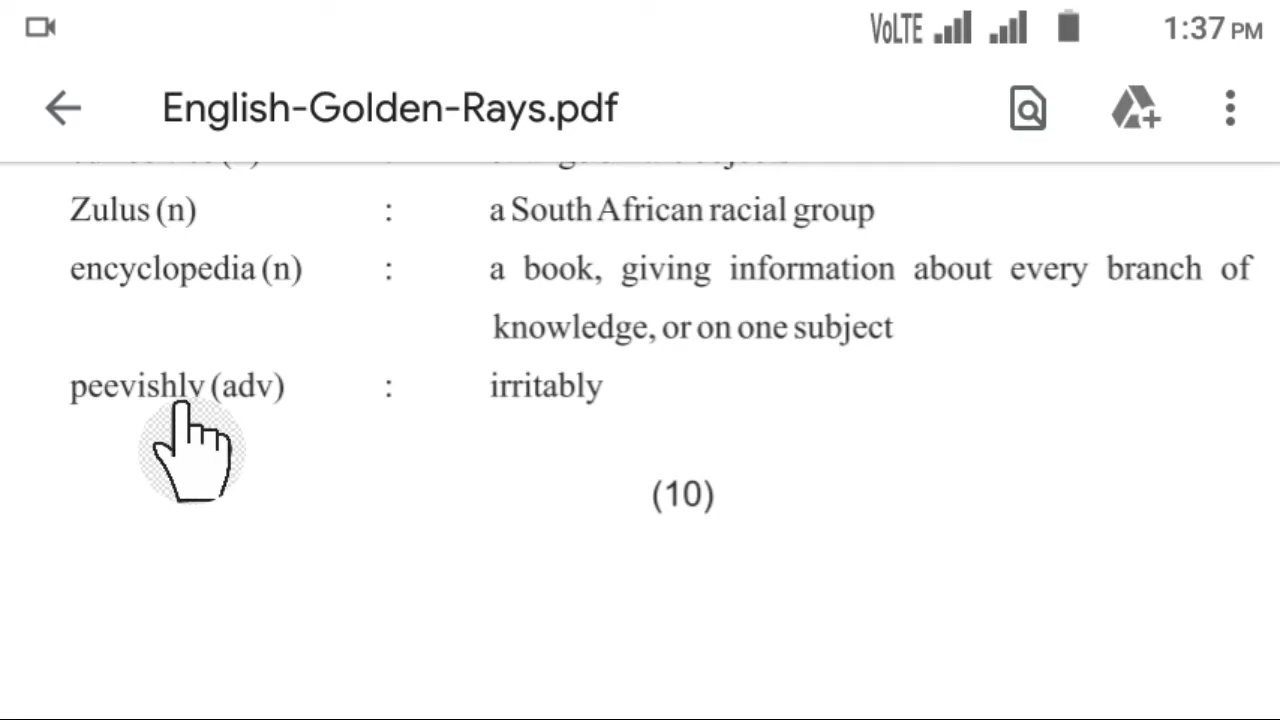 VoLTE 1:37 PM
English-Golden-Rays.pdf
Zulus (n) : a South African racial group
encyclopedia (n) : a book, giving information about every branch of
knowledge, or on one subject
peevishly (adv) : irritably
(10)